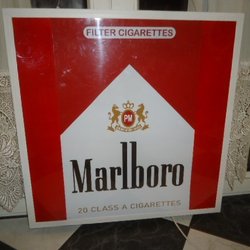 FILTER CIGARETTES
PM
Marlboro
20 CLASS A CIGARETTES